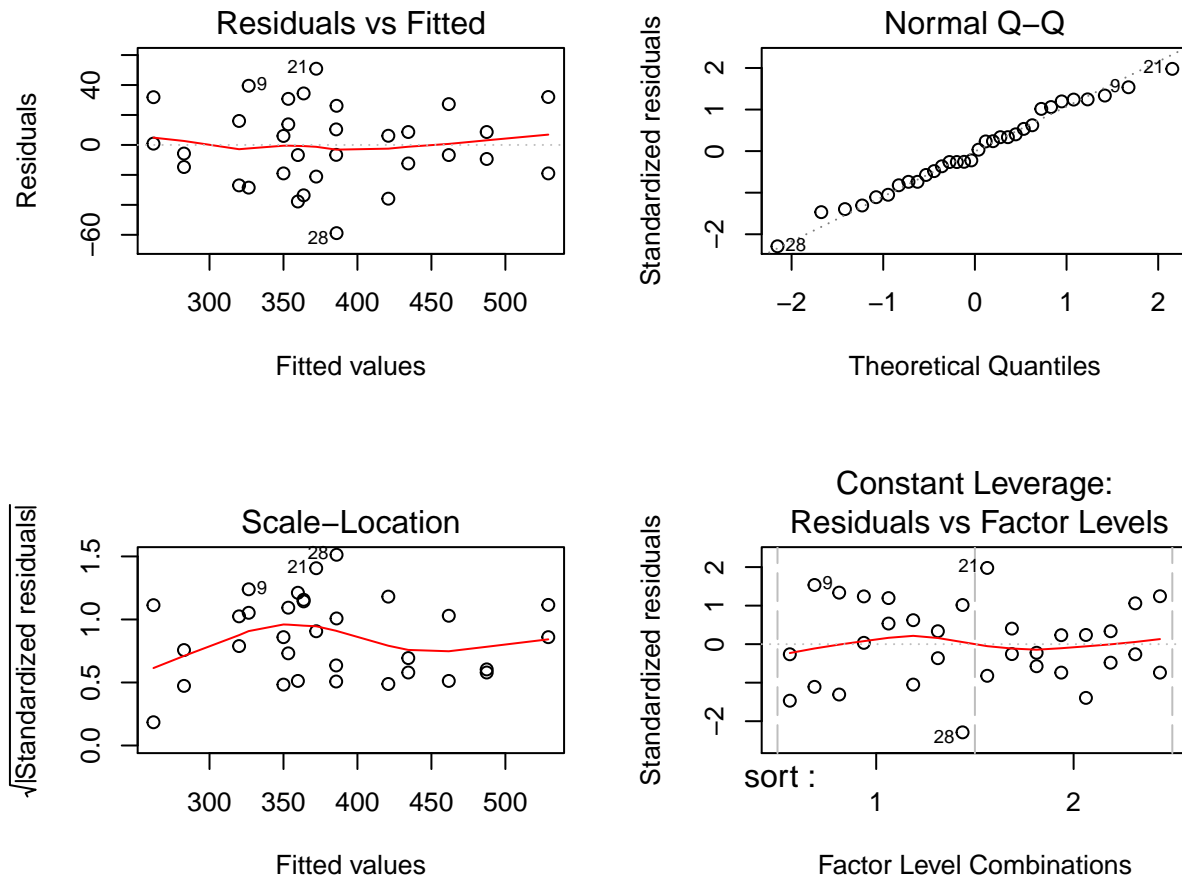 Residuals vs Fitted
Residuals
40
0
−60
21
9
28
300 350 400 450 500
Fitted values
Normal Q−Q
Standardized residuals
2
0
−2
21
9
28
−2 −1 0 1 2
Theoretical Quantiles
Scale−Location
√|Standardized residuals|
1.5
1.0
0.5
0.0
28
21
9
300 350 400 450 500
Fitted values
Constant Leverage:
Residuals vs Factor Levels
Standardized residuals
2
1
0
−2
21
9
28
sort :
1 2
Factor Level Combinations